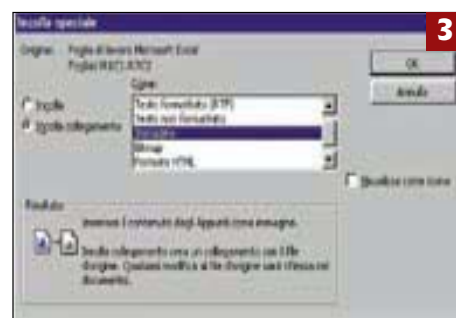 Incolla speciale
3
Origine: Foglio di lavoro Microsoft Excel
Foglio1!R1C1:R7C3
OK
Annulla
Come:
Incolla
Incolla collegamento
Testo formattato (RTF)
Testo non formattato
Immagine
Bitmap
Formato HTML
Visualizza come icona
Risultato
Inserisce il contenuto degli Appunti come immagine.
Incolla collegamento crea un collegamento con il file
d'origine. Qualsiasi modifica al file d'origine sarà riflessa nel
documento.